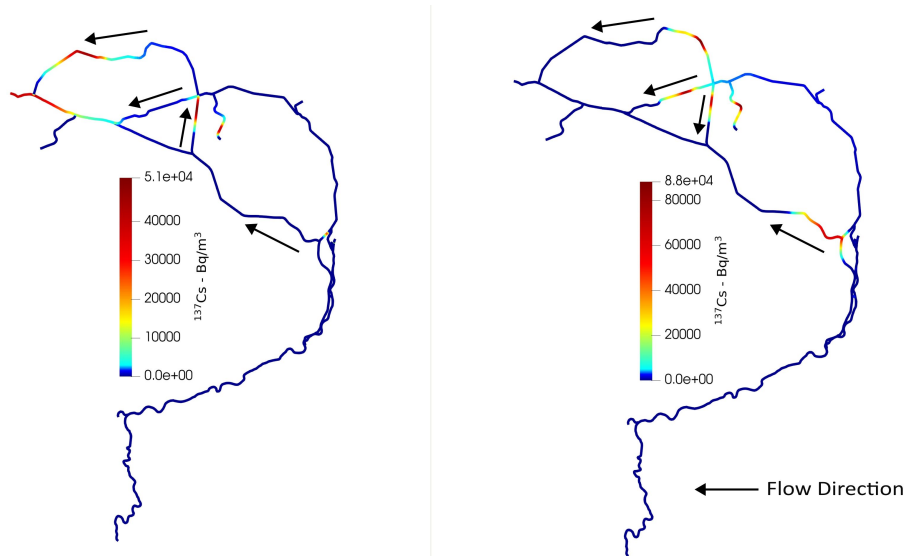 5.1e+04
40000
30000
20000
10000
0.0e+00
¹³⁷Cs - Bq/m³
8.8e+04
80000
60000
40000
20000
0.0e+00
¹³⁷Cs - Bq/m³
Flow Direction